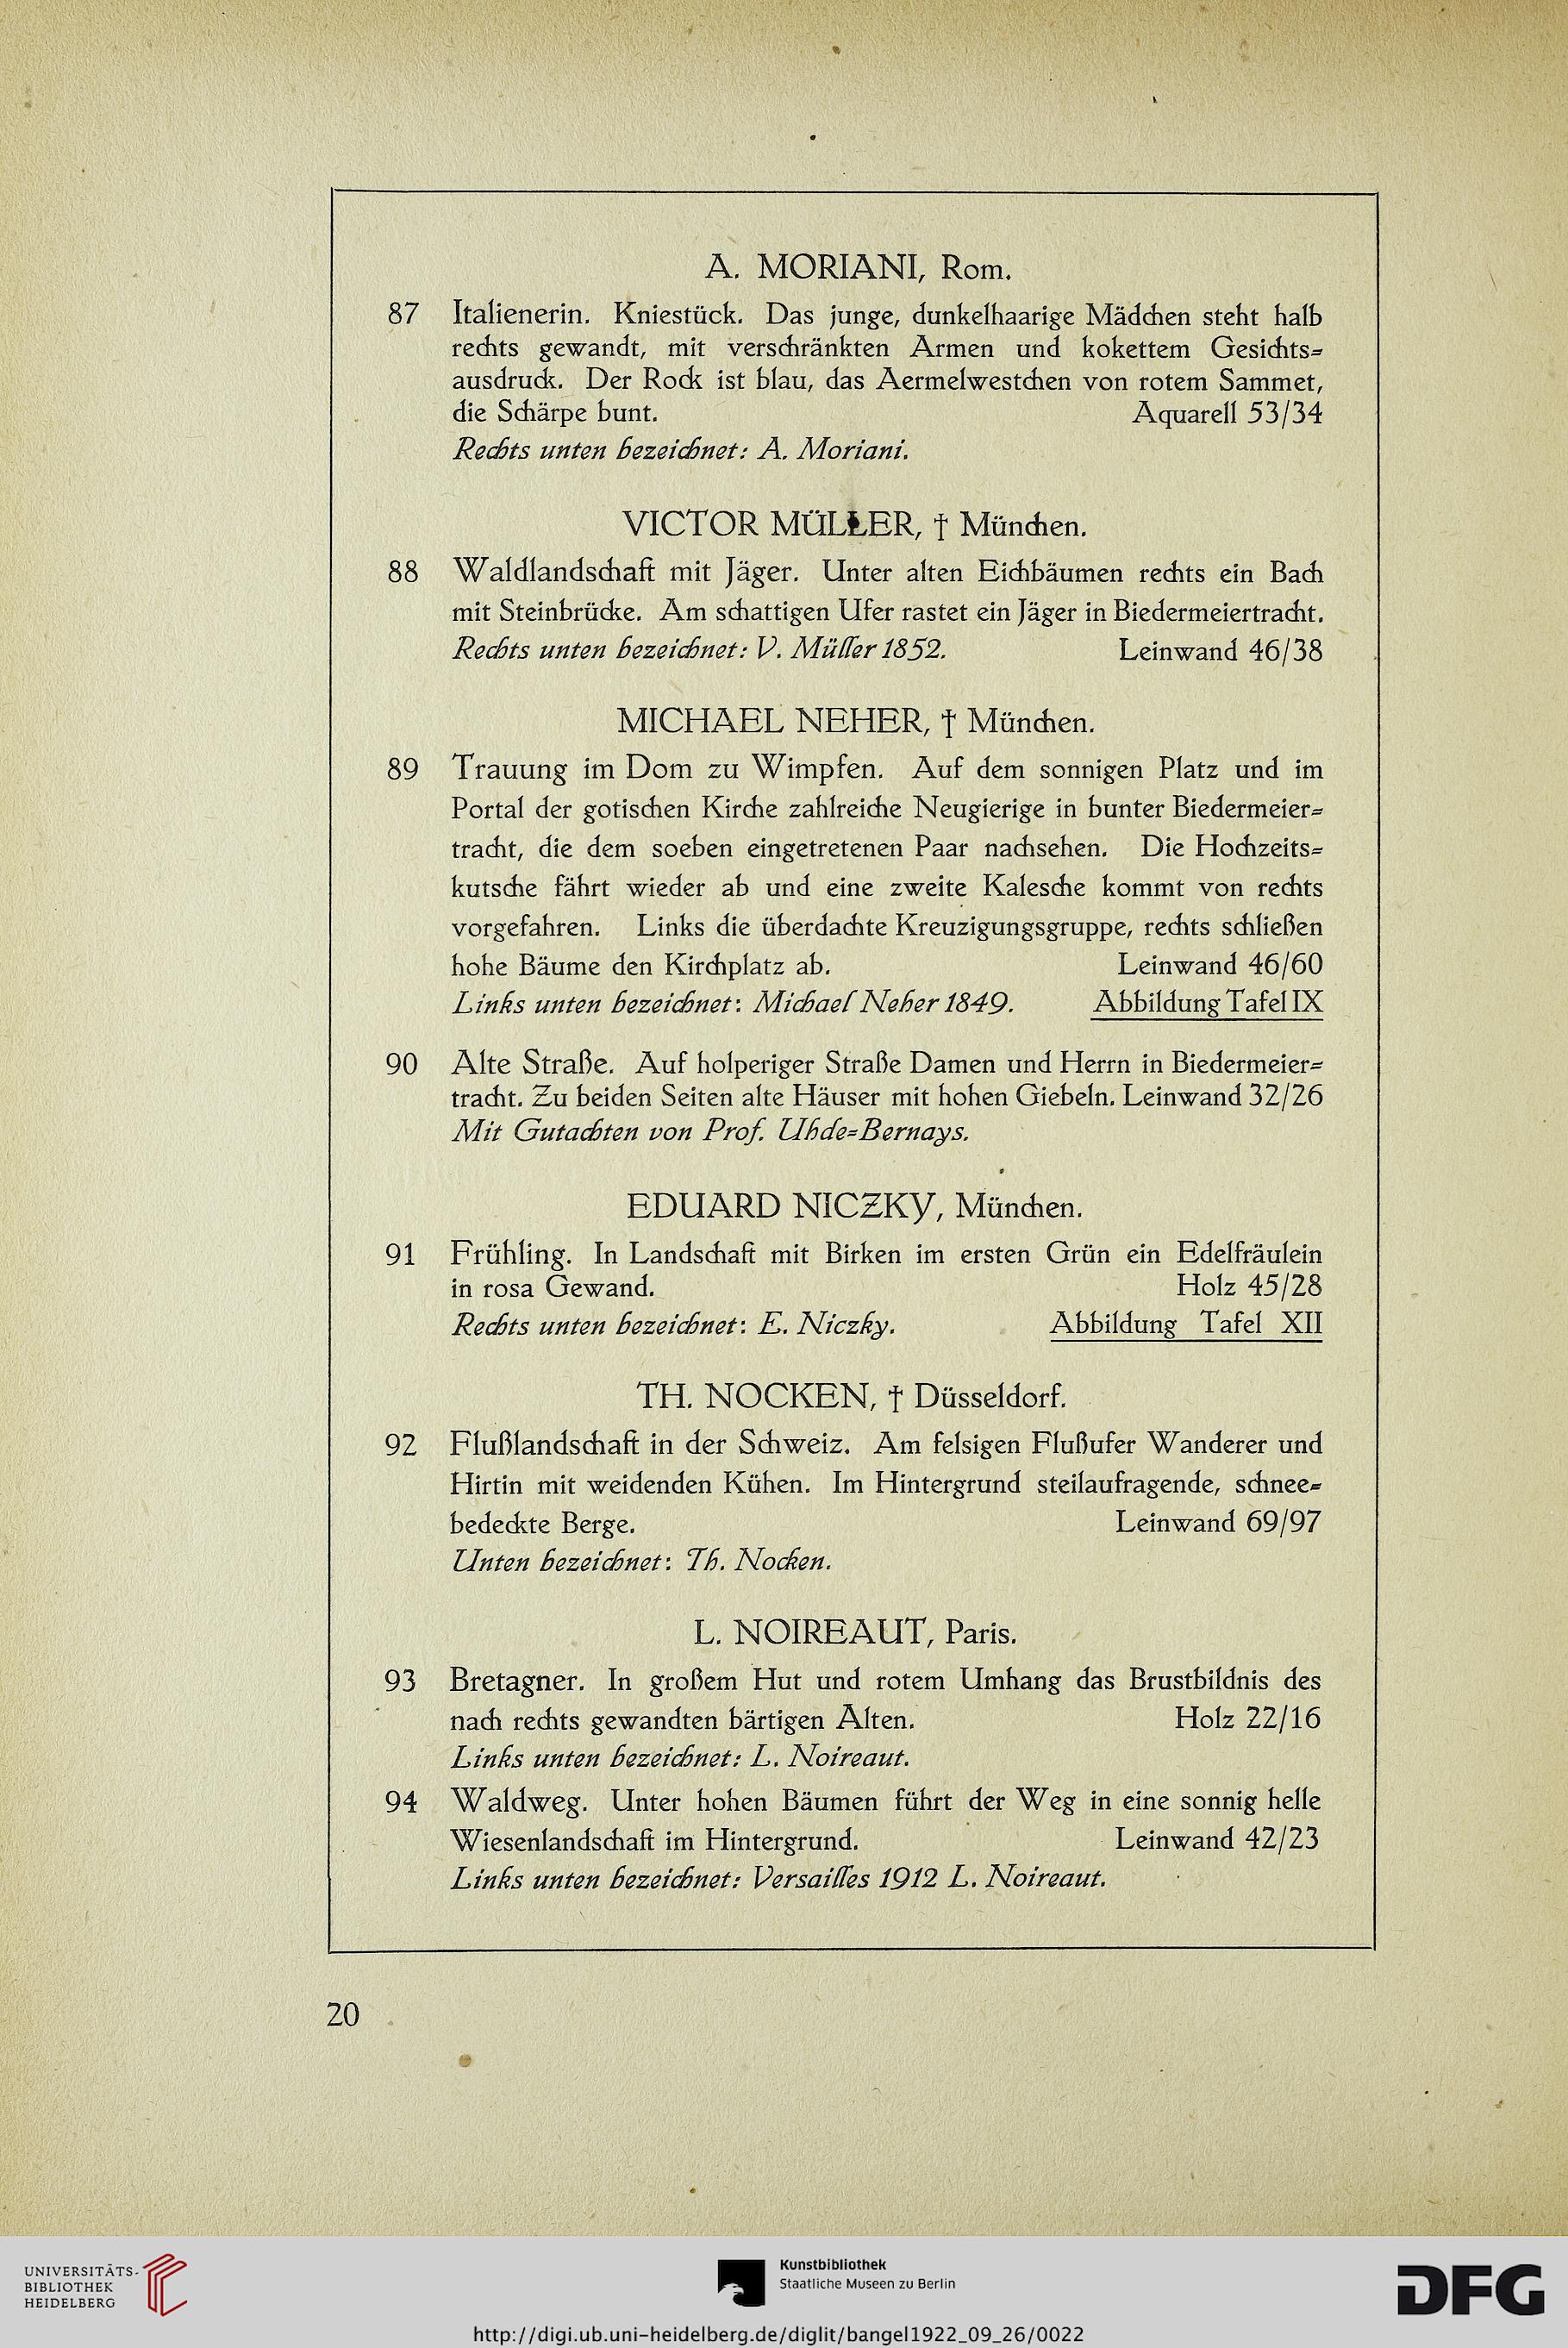 A. MORIANI, Rom.
87 Italienerin. Kniestück. Das junge, dunkelhaarige Mädchen steht halb
rechts gewandt, mit verschränkten Armen und kokettem Gesichts=
ausdruck. Der Rock ist blau, das Aermelwestchen von rotem Sammet,
die Schärpe bunt. Aquarell 53/34
Rechts unten bezeichnet: A. Moriani.
VICTOR MÜLLER, † München.
88 Waldlandschaft mit Jäger. Unter alten Eichbäumen rechts ein Bach
mit Steinbrücke. Am schattigen Ufer rastet ein Jäger in Biedermeiertracht.
Rechts unten bezeichnet: V. Müller 1852. Leinwand 46/38
MICHAEL NEHER, † München.
89 Trauung im Dom zu Wimpfen. Auf dem sonnigen Platz und im
Portal der gotischen Kirche zahlreiche Neugierige in bunter Biedermeier=
tracht, die dem soeben eingetretenen Paar nachsehen. Die Hochzeits=
kutsche fährt wieder ab und eine zweite Kalesche kommt von rechts
vorgefahren. Links die überdachte Kreuzigungsgruppe, rechts schließen
hohe Bäume den Kirchplatz ab. Leinwand 46/60
Links unten bezeichnet: Michael Neher 1849. Abbildung Tafel IX
90 Alte Straße. Auf holperiger Straße Damen und Herrn in Biedermeier=
tracht. Zu beiden Seiten alte Häuser mit hohen Giebeln. Leinwand 32/26
Mit Gutachten von Prof. Uhde=Bernays.
EDUARD NICZKY, München.
91 Frühling. In Landschaft mit Birken im ersten Grün ein Edelfräulein
in rosa Gewand. Holz 45/28
Rechts unten bezeichnet: E. Niczky. Abbildung Tafel XII
TH. NOCKEN, † Düsseldorf.
92 Flußlandschaft in der Schweiz. Am felsigen Flußufer Wanderer und
Hirtin mit weidenden Kühen. Im Hintergrund steilaufragende, schnee=
bedeckte Berge. Leinwand 69/97
Unten bezeichnet: Th. Nocken.
L. NOIREAUT, Paris.
93 Bretagner. In großem Hut und rotem Umhang das Brustbildnis des
nach rechts gewandten bärtigen Alten. Holz 22/16
Links unten bezeichnet: L. Noireaut.
94 Waldweg. Unter hohen Bäumen führt der Weg in eine sonnig helle
Wiesenlandschaft im Hintergrund. Leinwand 42/23
Links unten bezeichnet: Versailles 1912 L. Noireaut.
20
UNIVERSITÄTS-
BIBLIOTHEK
HEIDELBERG
Kunstbibliothek
Staatliche Museen zu Berlin
DFG
http://digi.ub.uni-heidelberg.de/diglit/bangel1922_09_26/0022